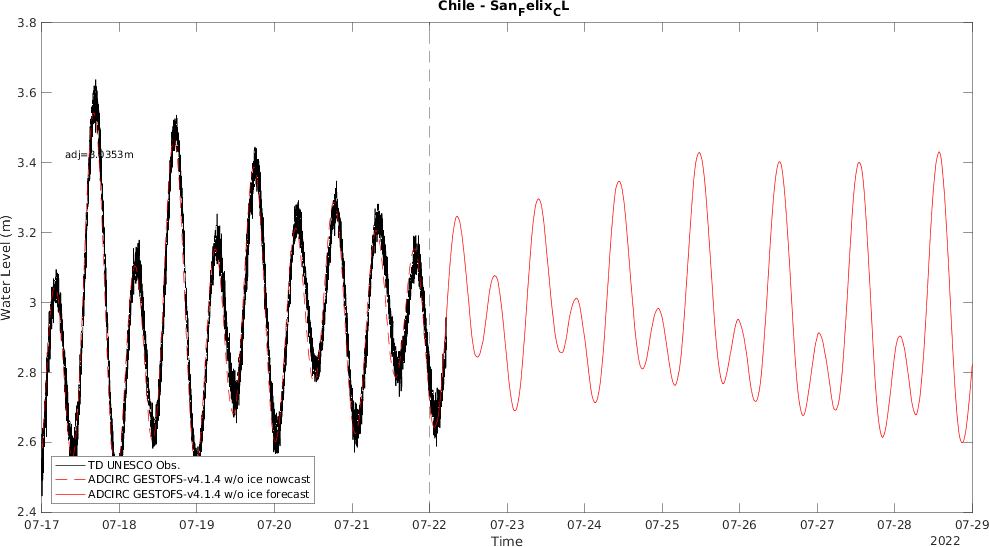 Chile - SanFelixCL
3.8
3.6
3.4
3.2
3
2.8
2.6
2.4
Water Level (m)
adj=3.0353m
TD UNESCO Obs.
ADCIRC GESTOFS-v4.1.4 w/o ice nowcast
ADCIRC GESTOFS-v4.1.4 w/o ice forecast
07-17 07-18 07-19 07-20 07-21 07-22 07-23 07-24 07-25 07-26 07-27 07-28 07-29
Time
2022